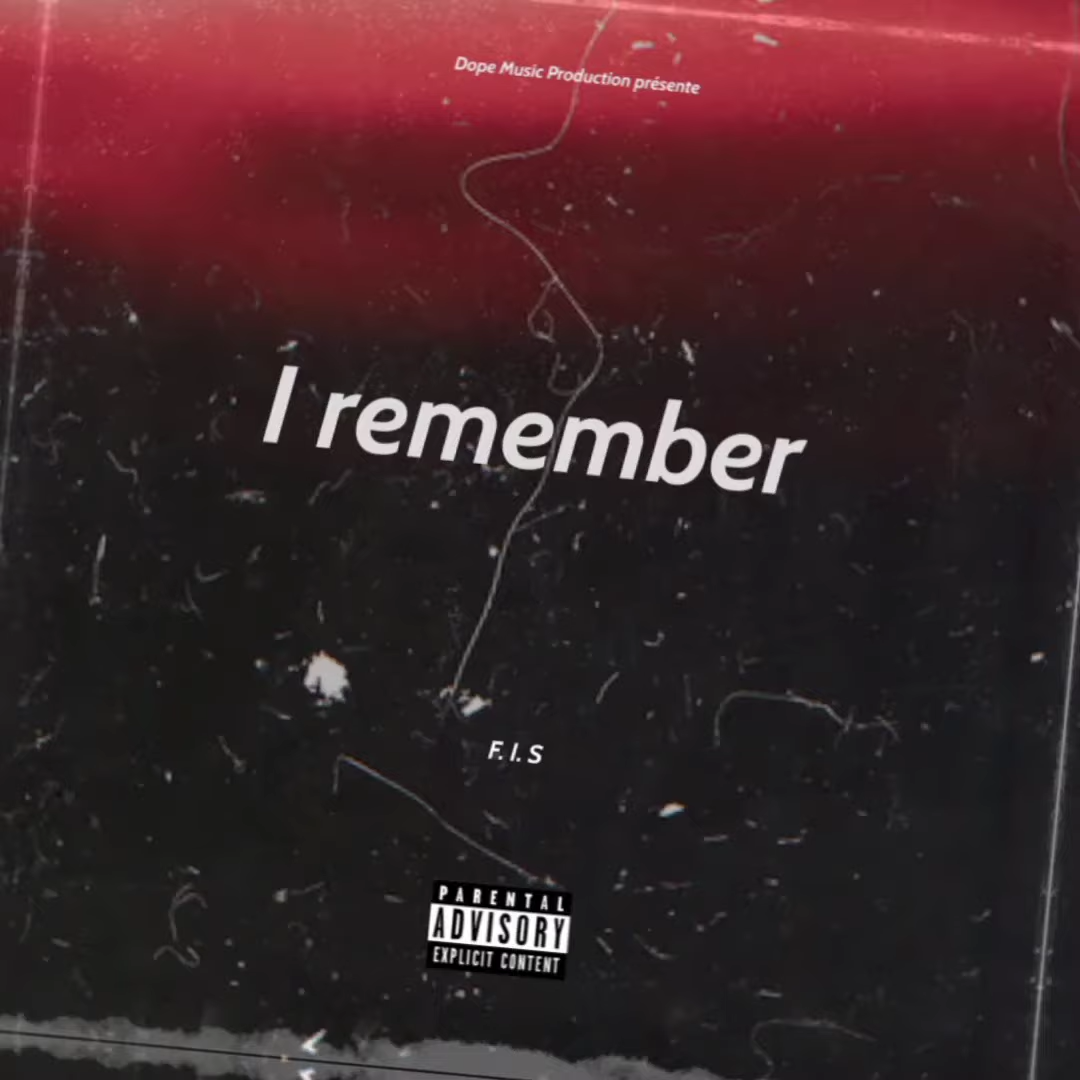 Dope Music Production présente
I remember
F. I. S
PARENTAL
ADVISORY
EXPLICIT CONTENT